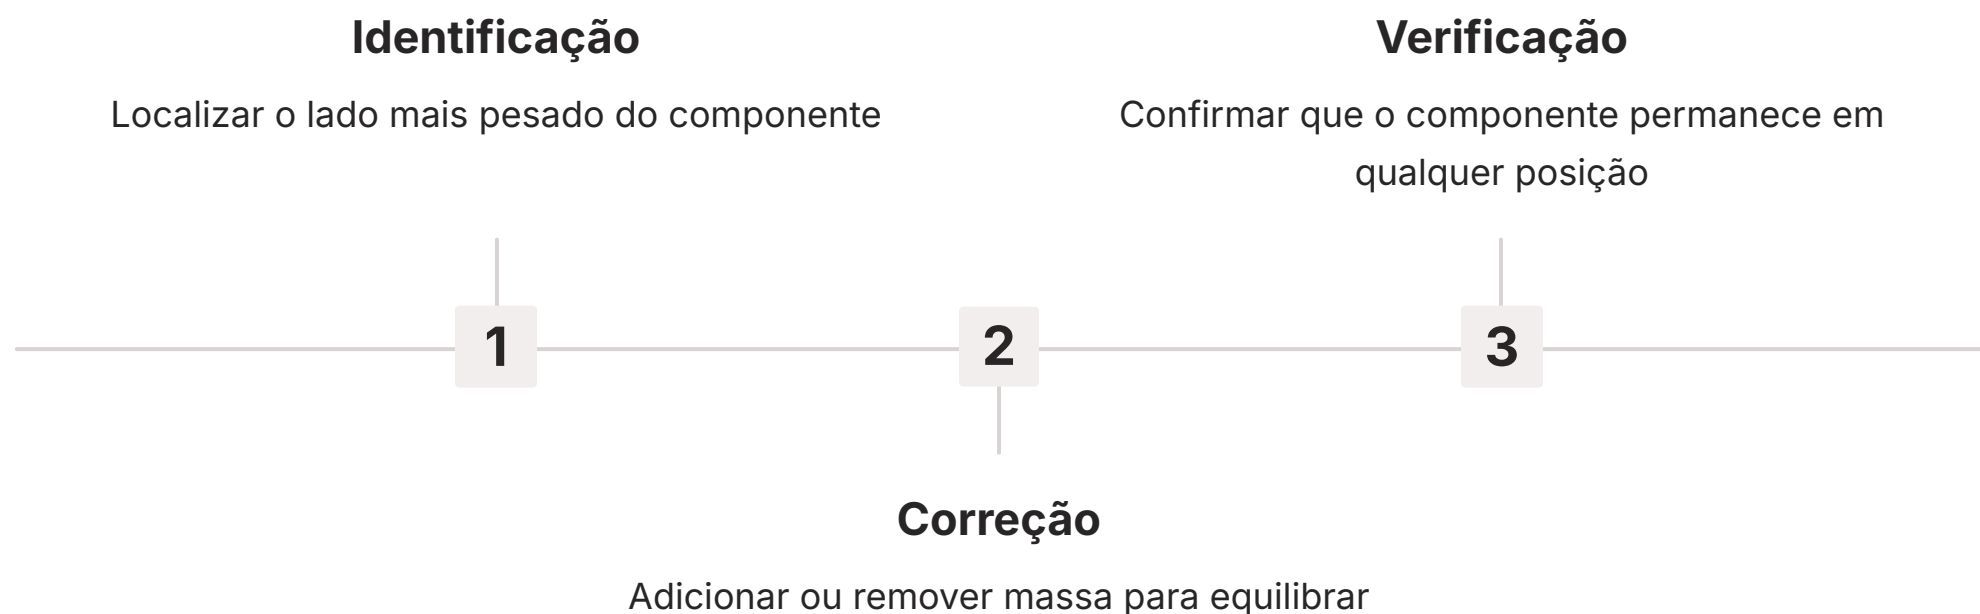 Identificação
Localizar o lado mais pesado do componente
Verificação
Confirmar que o componente permanece em
qualquer posição
1
2
3
Correção
Adicionar ou remover massa para equilibrar